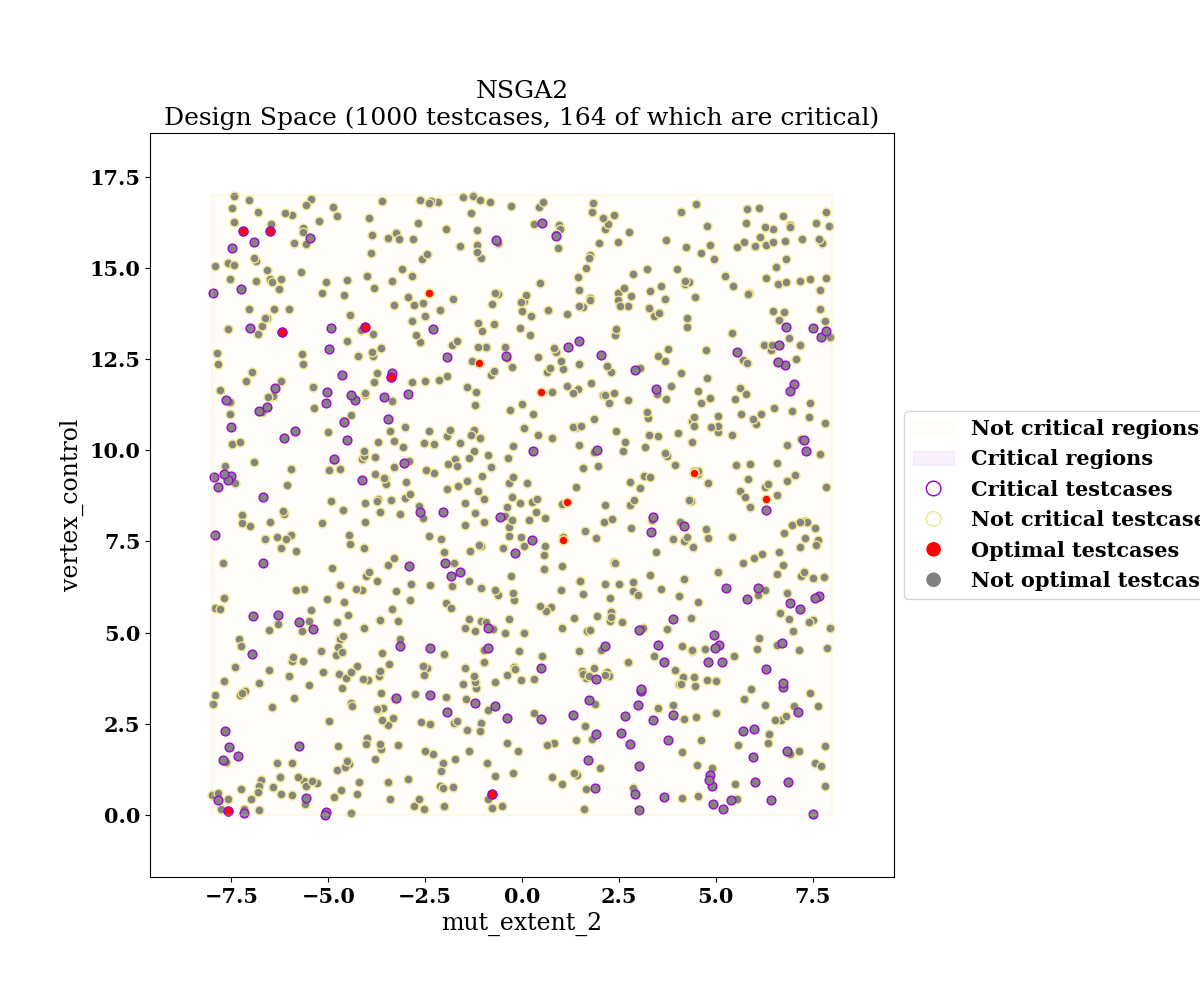 NSGA2
Design Space (1000 testcases, 164 of which are critical)
17.5
15.0
12.5
10.0
7.5
5.0
2.5
0.0
vertex_control
−7.5 −5.0 −2.5 0.0 2.5 5.0 7.5
mut_extent_2
Not critical regions
Critical regions
Critical testcases
Not critical testcase
Optimal testcases
Not optimal testcas